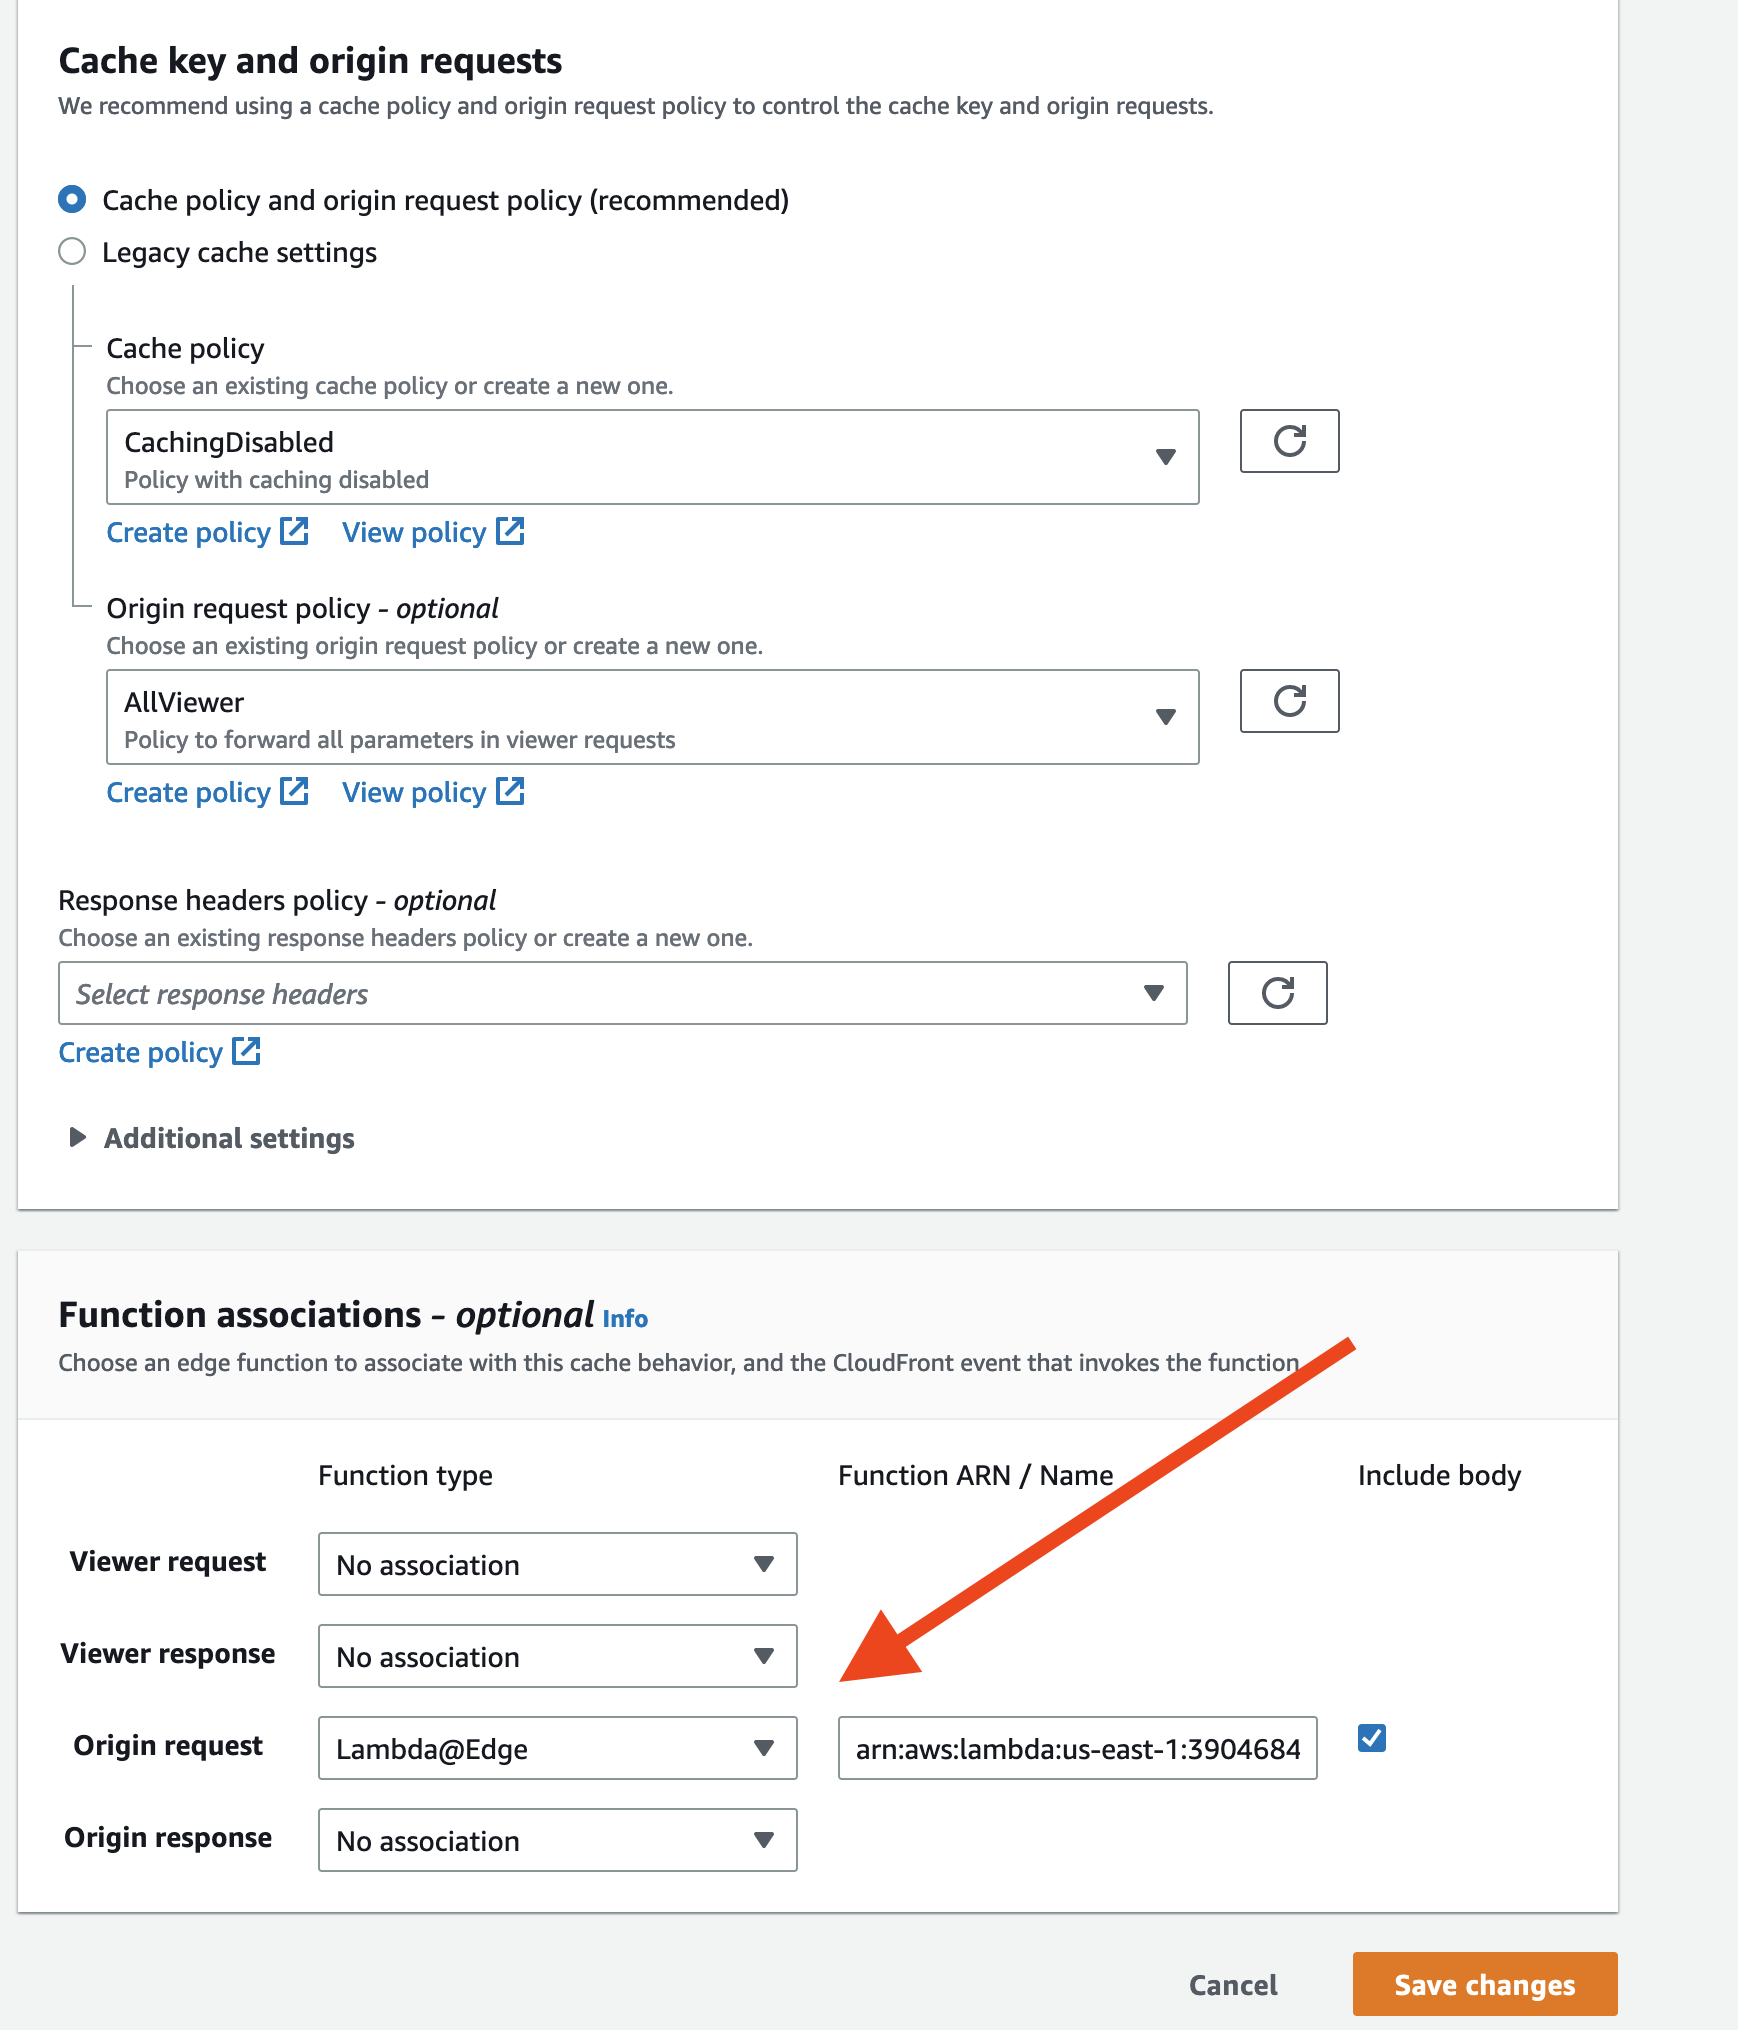 Cache key and origin requests
We recommend using a cache policy and origin request policy to control the cache key and origin requests.
Cache policy and origin request policy (recommended)
Legacy cache settings
Cache policy
Choose an existing cache policy or create a new one.
CachingDisabled
Policy with caching disabled
Create policy View policy
Origin request policy - optional
Choose an existing origin request policy or create a new one.
AllViewer
Policy to forward all parameters in viewer requests
Create policy View policy
Response headers policy - optional
Choose an existing response headers policy or create a new one.
Select response headers
Create policy
Additional settings
Function associations - optional Info
Choose an edge function to associate with this cache behavior, and the CloudFront event that invokes the function
Function type Function ARN / Name Include body
Viewer request No association
Viewer response No association
Origin request Lambda@Edge arn:aws:lambda:us-east-1:3904684
Origin response No association
Cancel Save changes